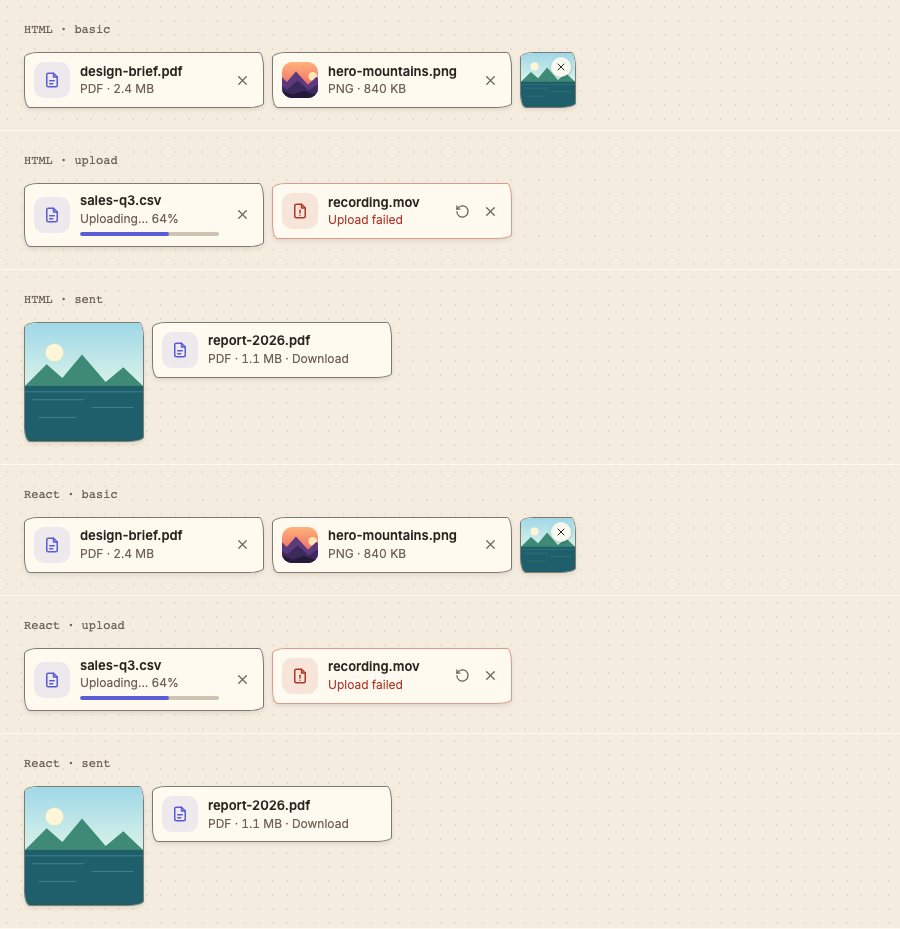 HTML · basic
design-brief.pdf
PDF · 2.4 MB
hero-mountains.png
PNG · 840 KB
HTML · upload
sales-q3.csv
Uploading… 64%
recording.mov
Upload failed
HTML · sent
report-2026.pdf
PDF · 1.1 MB · Download
React · basic
design-brief.pdf
PDF · 2.4 MB
hero-mountains.png
PNG · 840 KB
React · upload
sales-q3.csv
Uploading… 64%
recording.mov
Upload failed
React · sent
report-2026.pdf
PDF · 1.1 MB · Download